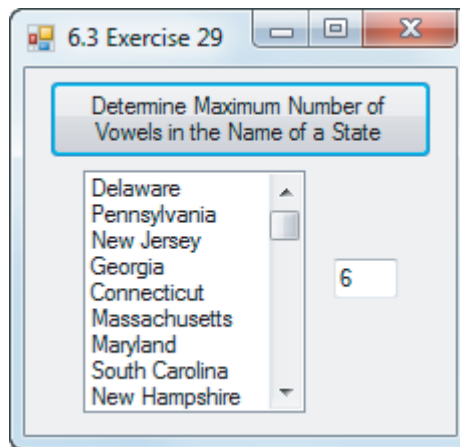 6.3 Exercise 29
Determine Maximum Number of
Vowels in the Name of a State
Delaware
Pennsylvania
New Jersey
Georgia
Connecticut
Massachusetts
Maryland
South Carolina
New Hampshire
6